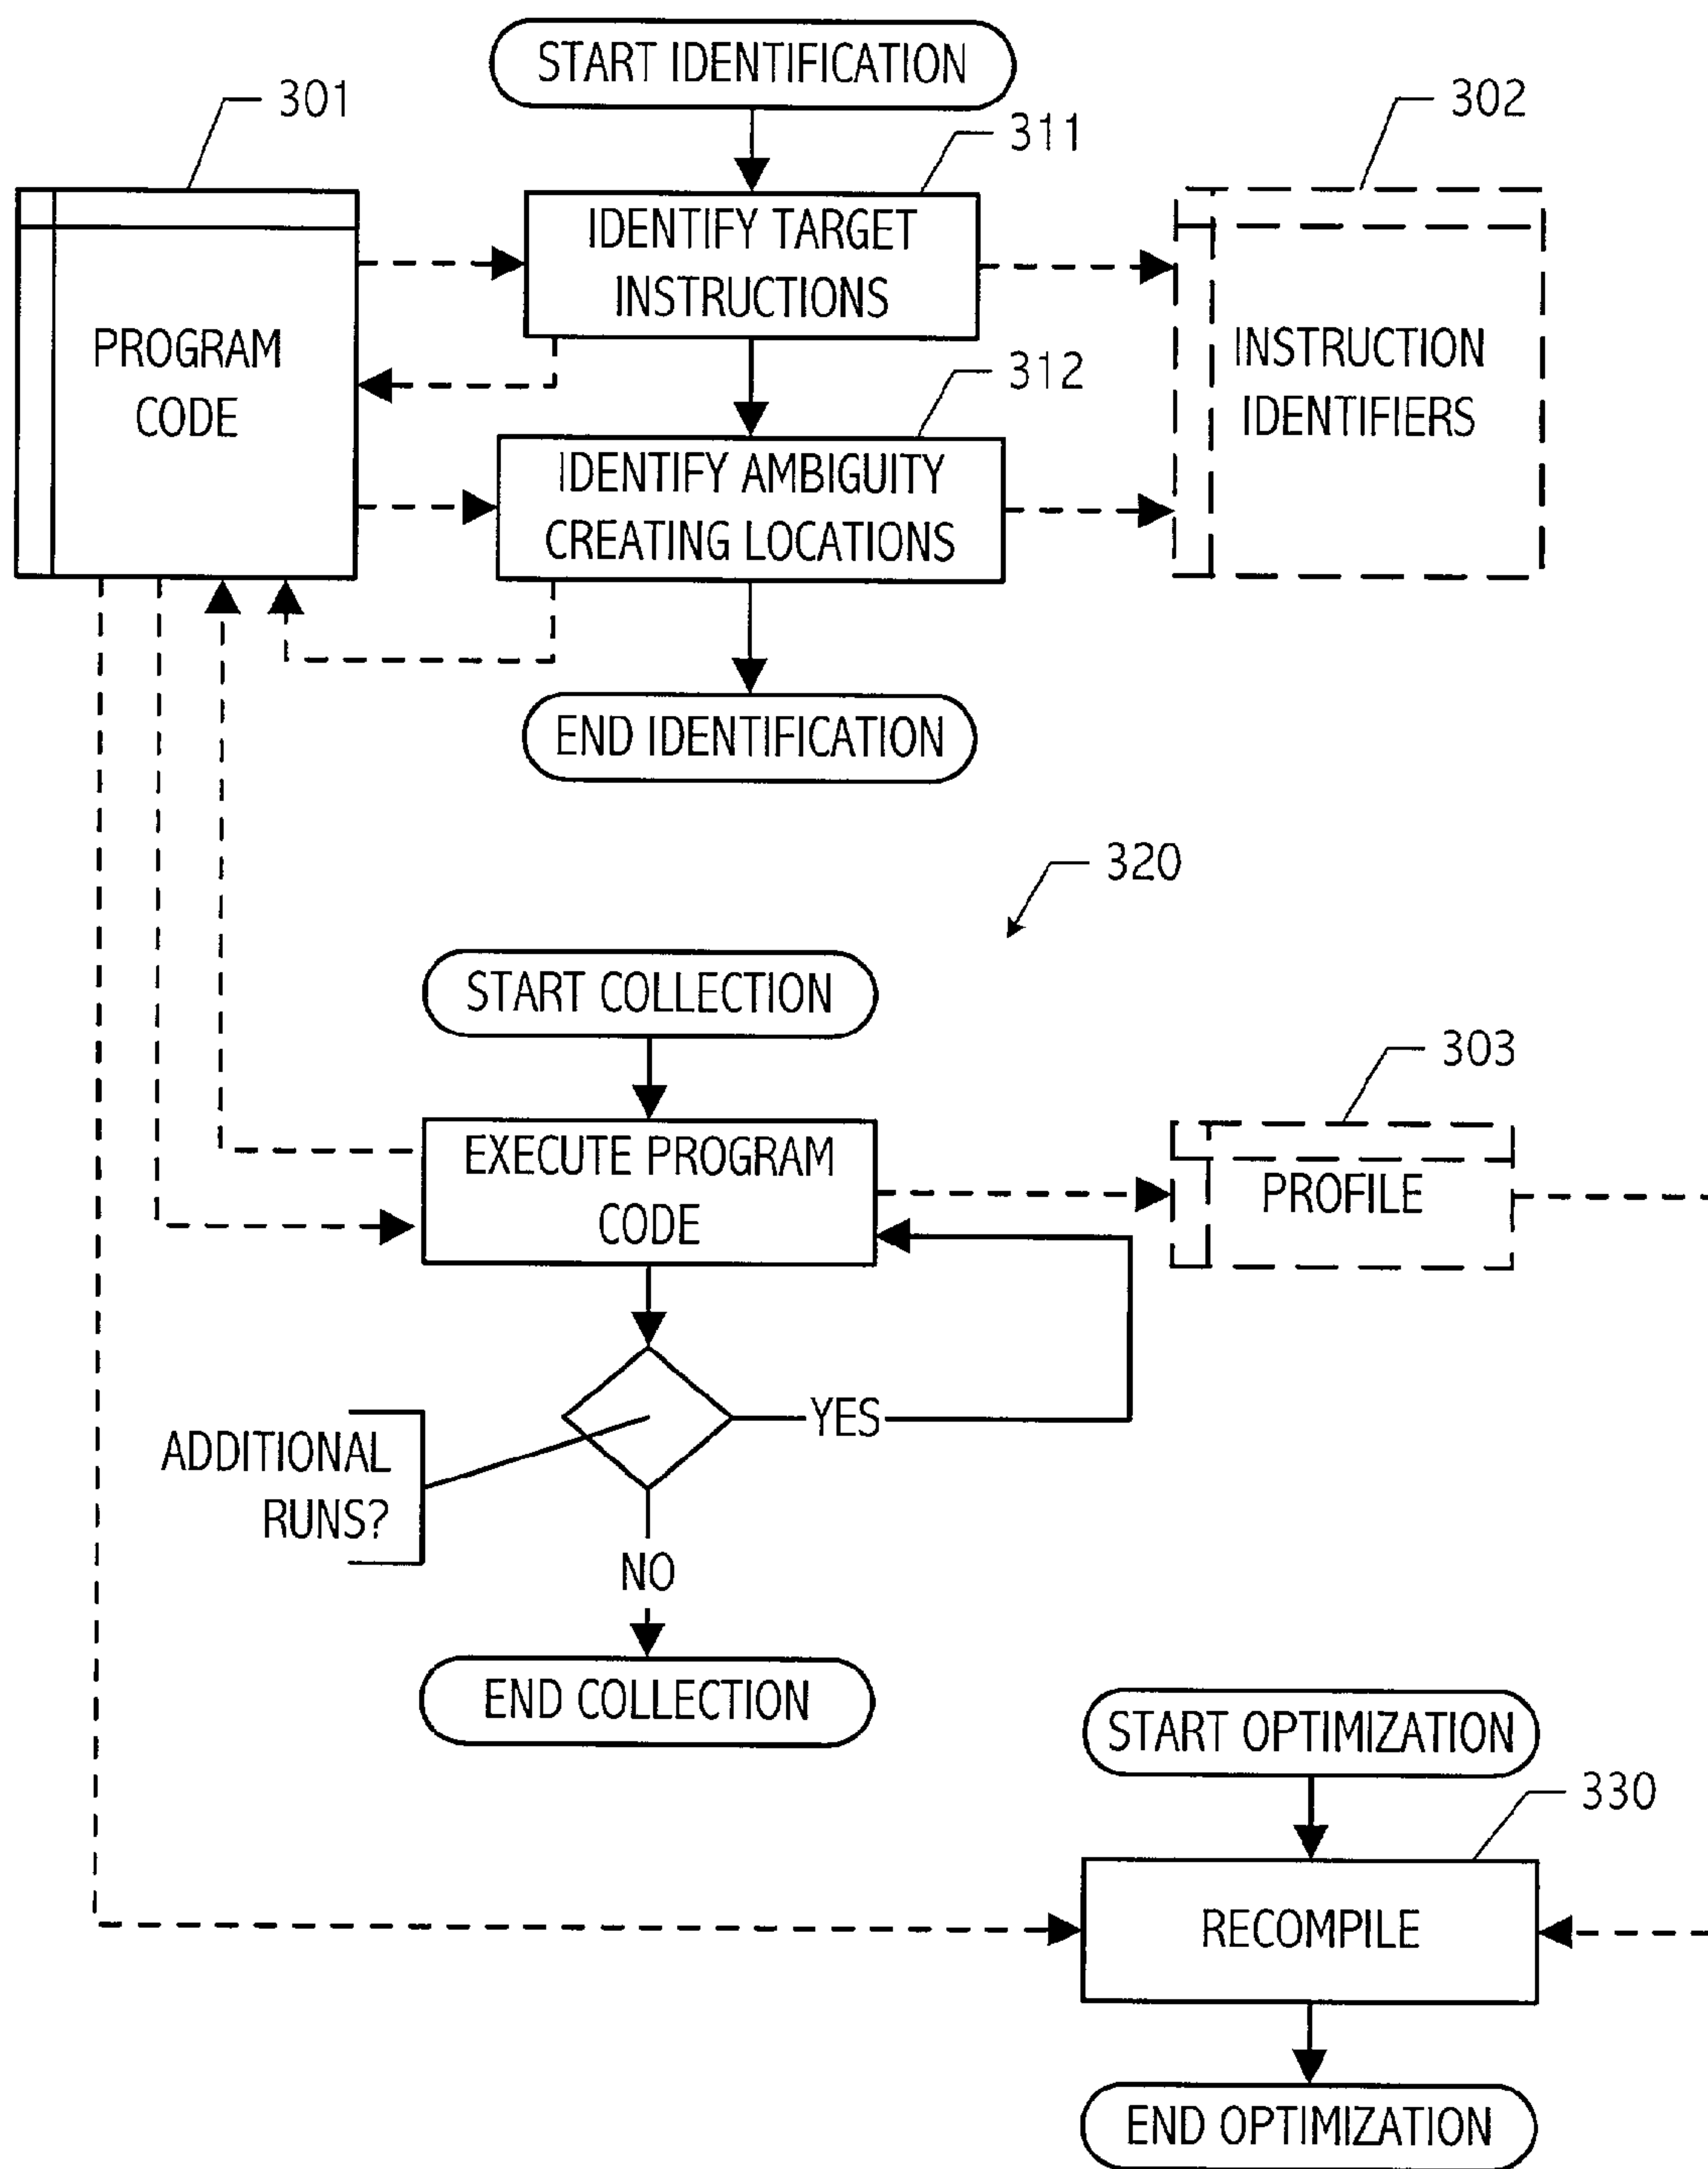 START IDENTIFICATION
301
302
311
IDENTIFY TARGET
INSTRUCTIONS
PROGRAM
CODE
INSTRUCTION
IDENTIFIERS
312
IDENTIFY AMBIGUITY
CREATING LOCATIONS
END IDENTIFICATION
320
START COLLECTION
303
EXECUTE PROGRAM
CODE
PROFILE
ADDITIONAL
RUNS?
YES
NO
END COLLECTION
START OPTIMIZATION
330
RECOMPILE
END OPTIMIZATION